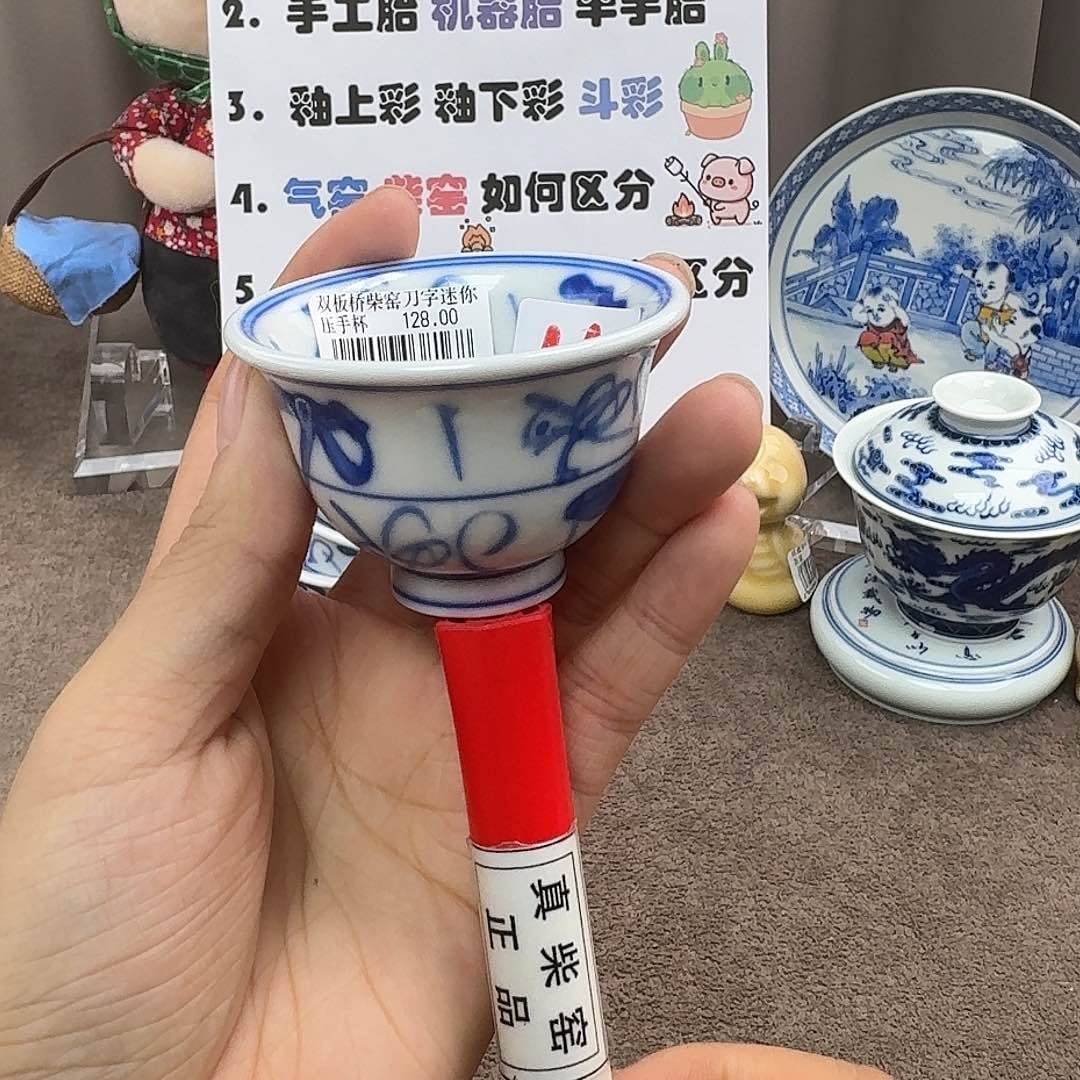 2. 手工胎 机器胎 半手胎
3. 釉上彩 釉下彩 斗彩
4. 气窑 柴窑 如何区分
5. 区分
双板桥柴窑刀字迷你
压手杯 128.00
真柴窑
正品